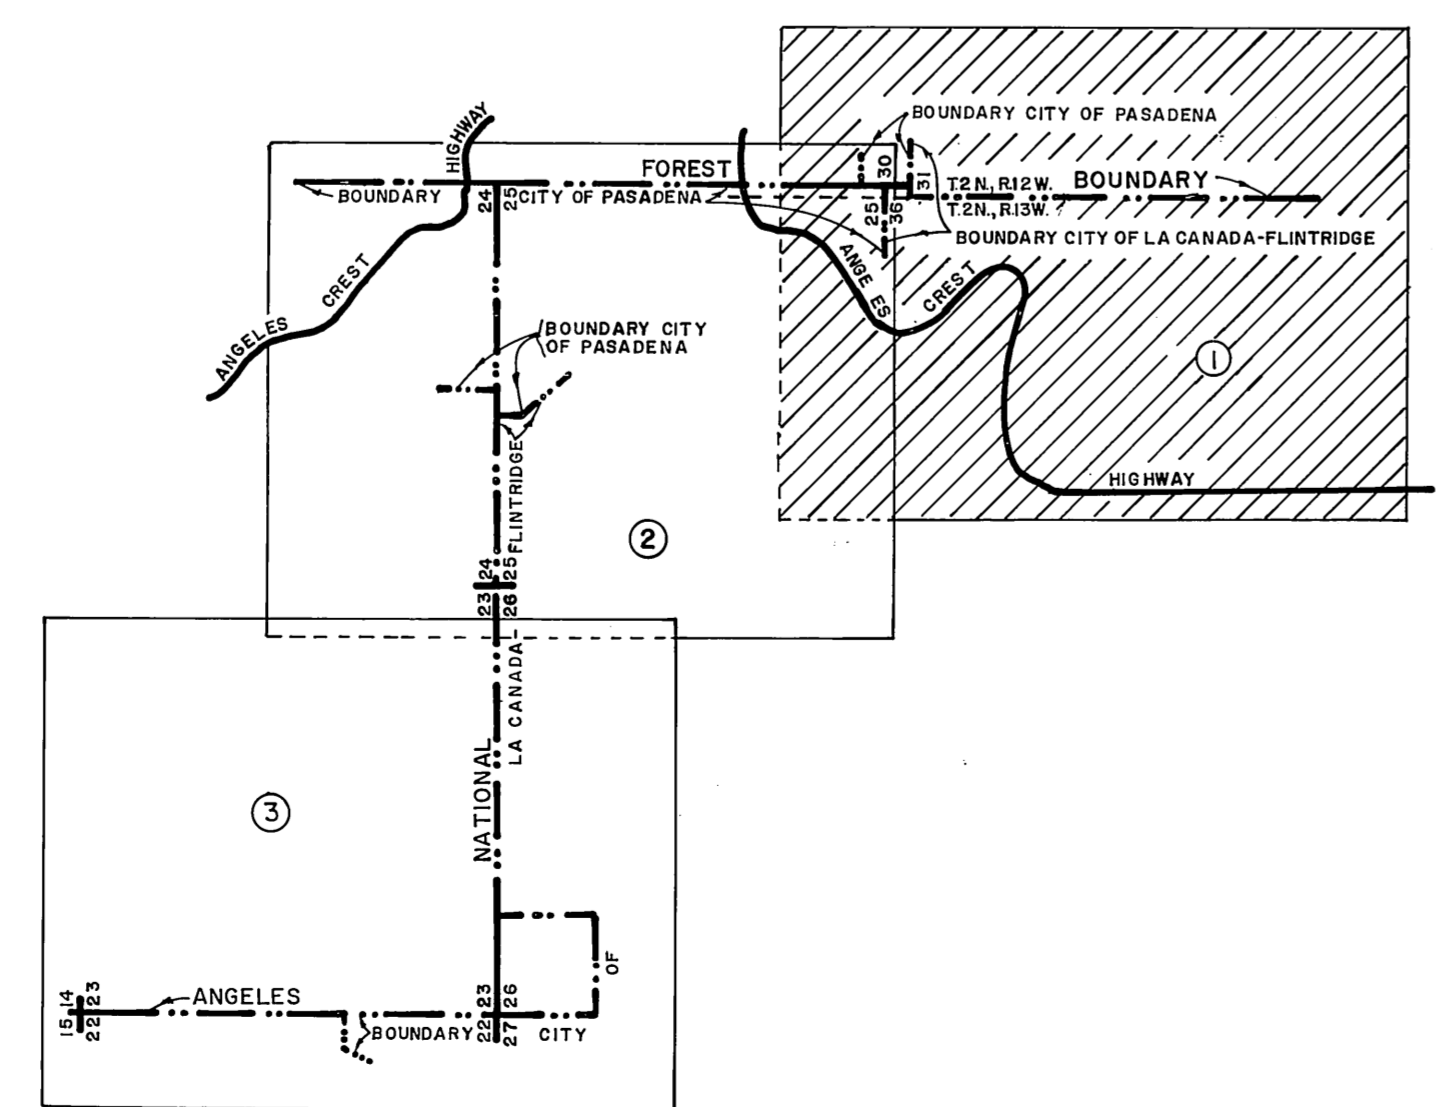 HIGHWAY
BOUNDARY CITY OF PASADENA
FOREST
30
31
T.2N., R.12W.
BOUNDARY
BOUNDARY
24
25
CITY OF PASADENA
25
36
T.2N., R.13W.
BOUNDARY CITY OF LA CANADA-FLINTRIDGE
ANGELES
CREST
ANGE ES
CREST
BOUNDARY CITY
OF PASADENA
1
HIGHWAY
FLINTRIDGE
2
24
25
23
26
LA CANADA-
NATIONAL
3
OF
14
23
15
22
ANGELES
23
26
22
27
BOUNDARY
CITY